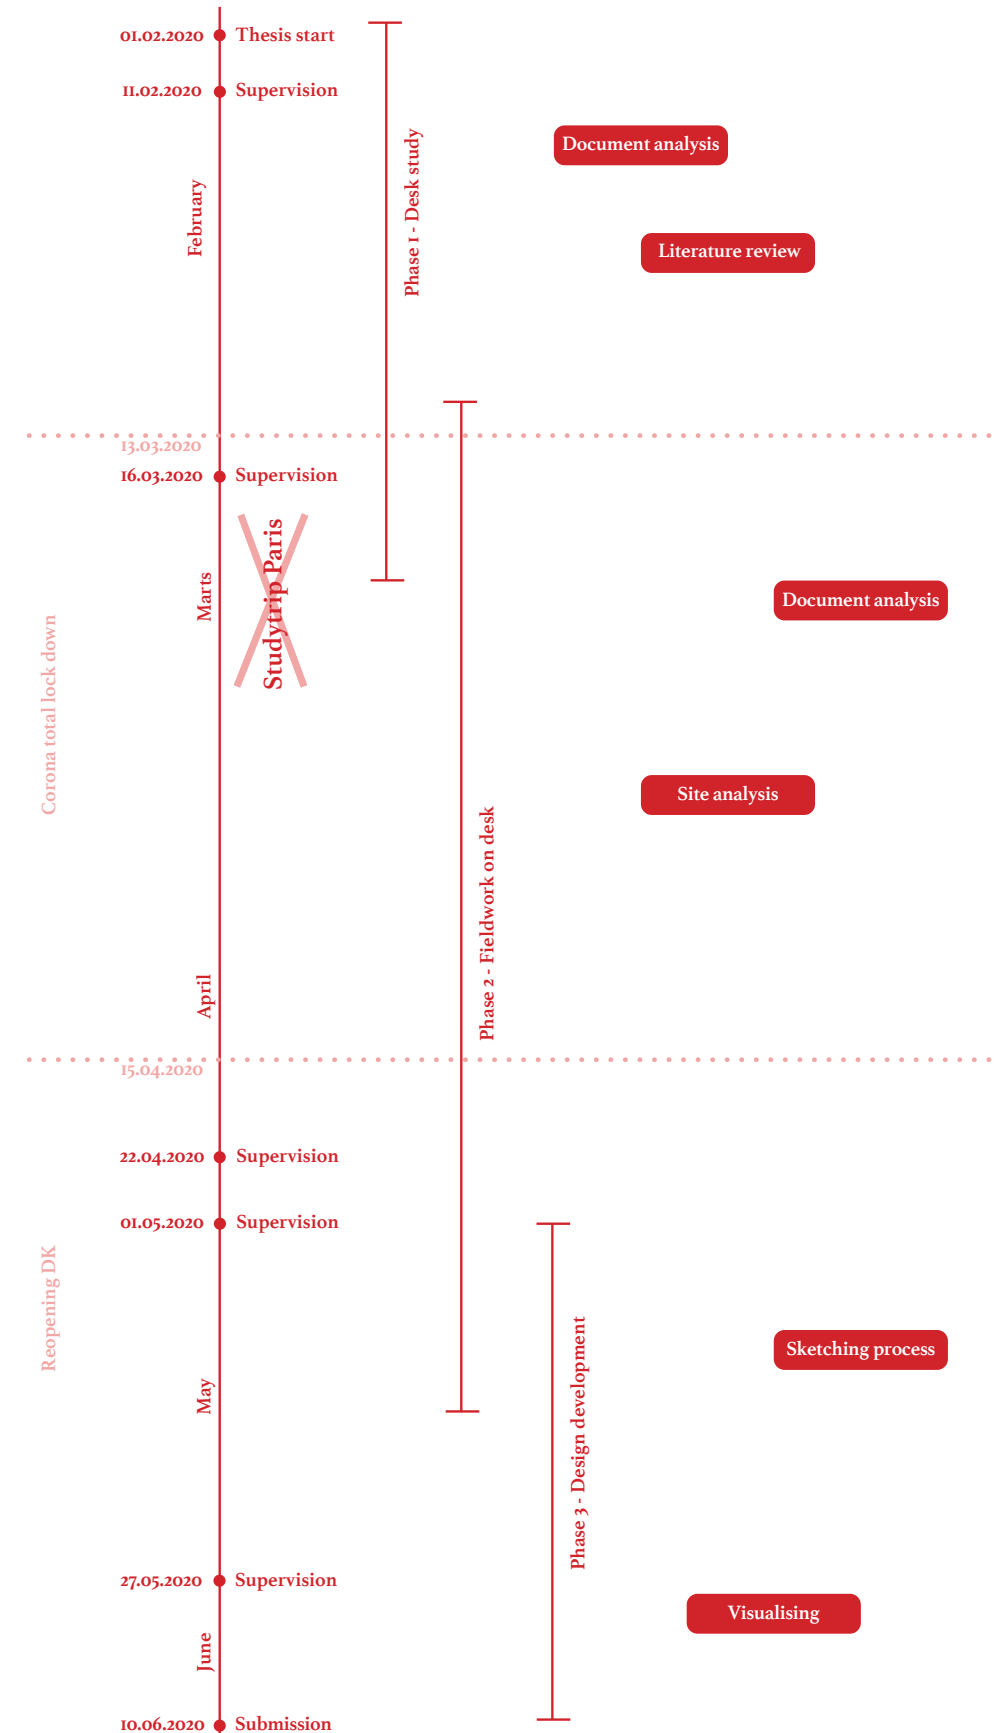 01.02.2020 Thesis start
11.02.2020 Supervision
Document analysis
Phase 1 - Desk study
February
Literature review
13.03.2020
16.03.2020 Supervision
Studytrip Paris
Marts
Document analysis
Corona total lock down
Site analysis
Phase 2 - Fieldwork on desk
April
15.04.2020
22.04.2020 Supervision
01.05.2020 Supervision
Reopening DK
Sketching process
May
Phase 3 - Design development
27.05.2020 Supervision
Visualising
June
10.06.2020 Submission